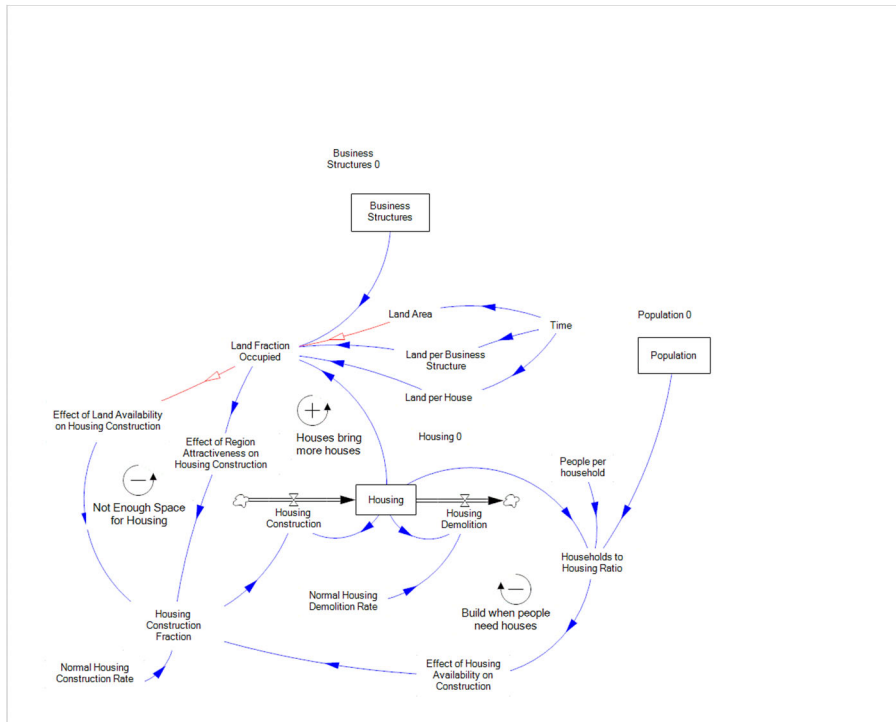 Business
Structures 0
Business
Structures
Land Area
Time
Population 0
Land Fraction
Occupied
Land per Business
Structure
Population
Land per House
Effect of Land Availability
on Housing Construction
Effect of Region
Attractiveness on
Housing Construction
Houses bring
more houses
Housing 0
People per
household
Not Enough Space
for Housing
Housing
Construction
Housing
Housing
Demolition
Households to
Housing Ratio
Normal Housing
Demolition Rate
Build when people
need houses
Housing
Construction
Fraction
Normal Housing
Construction Rate
Effect of Housing
Availability on
Construction